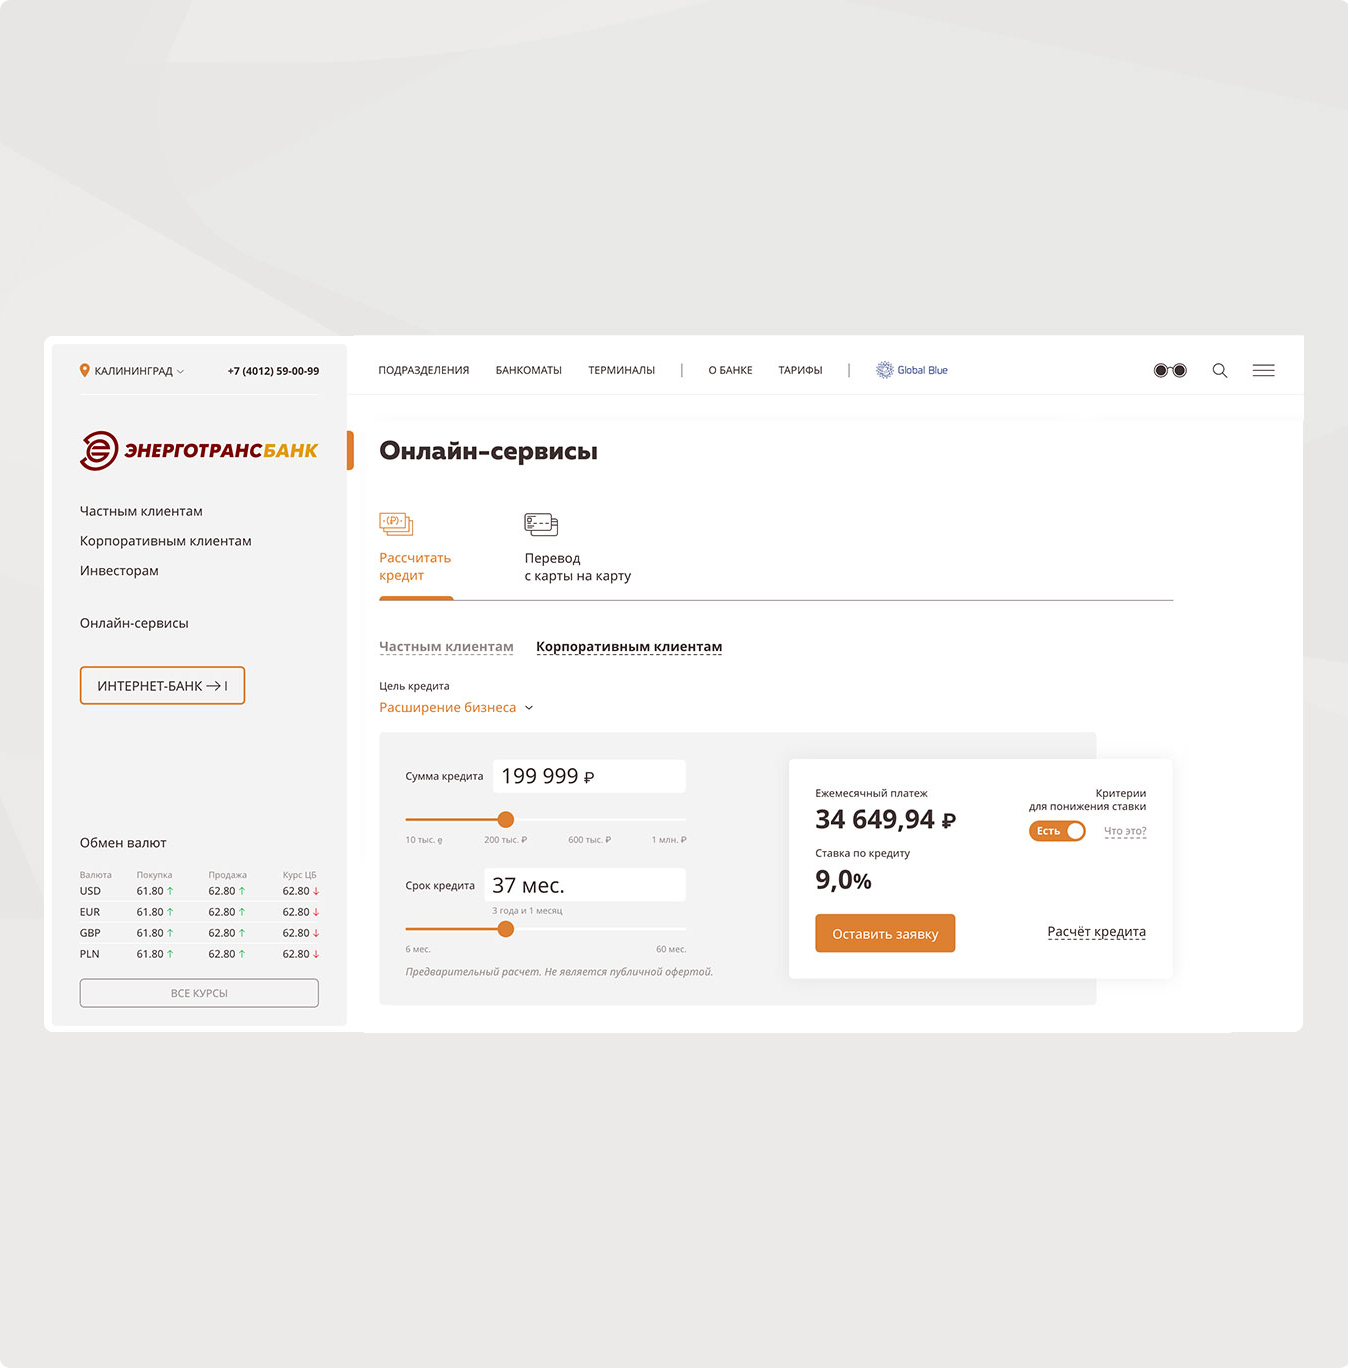 КАЛИНИНГРАД
+7 (4012) 59-00-99
ПОДРАЗДЕЛЕНИЯ
БАНКОМАТЫ
ТЕРМИНАЛЫ
О БАНКЕ
ТАРИФЫ
Global Blue
ЭНЕРГОТРАНСБАНК
Частным клиентам
Корпоративным клиентам
Инвесторам
Онлайн-сервисы
ИНТЕРНЕТ-БАНК
Обмен валют
Валюта Покупка Продажа Курс ЦБ
USD 61.80 ↑ 62.80 ↑ 62.80 ↓
EUR 61.80 ↑ 62.80 ↑ 62.80 ↓
GBP 61.80 ↑ 62.80 ↑ 62.80 ↓
PLN 61.80 ↑ 62.80 ↑ 62.80 ↓
ВСЕ КУРСЫ
Онлайн-сервисы
(₽)
Рассчитать
кредит
Перевод
с карты на карту
Частным клиентам
Корпоративным клиентам
Цель кредита
Расширение бизнеса
Сумма кредита 199 999 ₽
10 тыс. 200 тыс. ₽ 600 тыс. ₽ 1 млн. ₽
Срок кредита 37 мес.
3 года и 1 месяц
6 мес. 60 мес.
Предварительный расчет. Не является публичной офертой.
Ежемесячный платеж
34 649,94 ₽
Ставка по кредиту
9,0%
Критерии
для понижения ставки
Есть
Что это?
Оставить заявку
Расчёт кредита